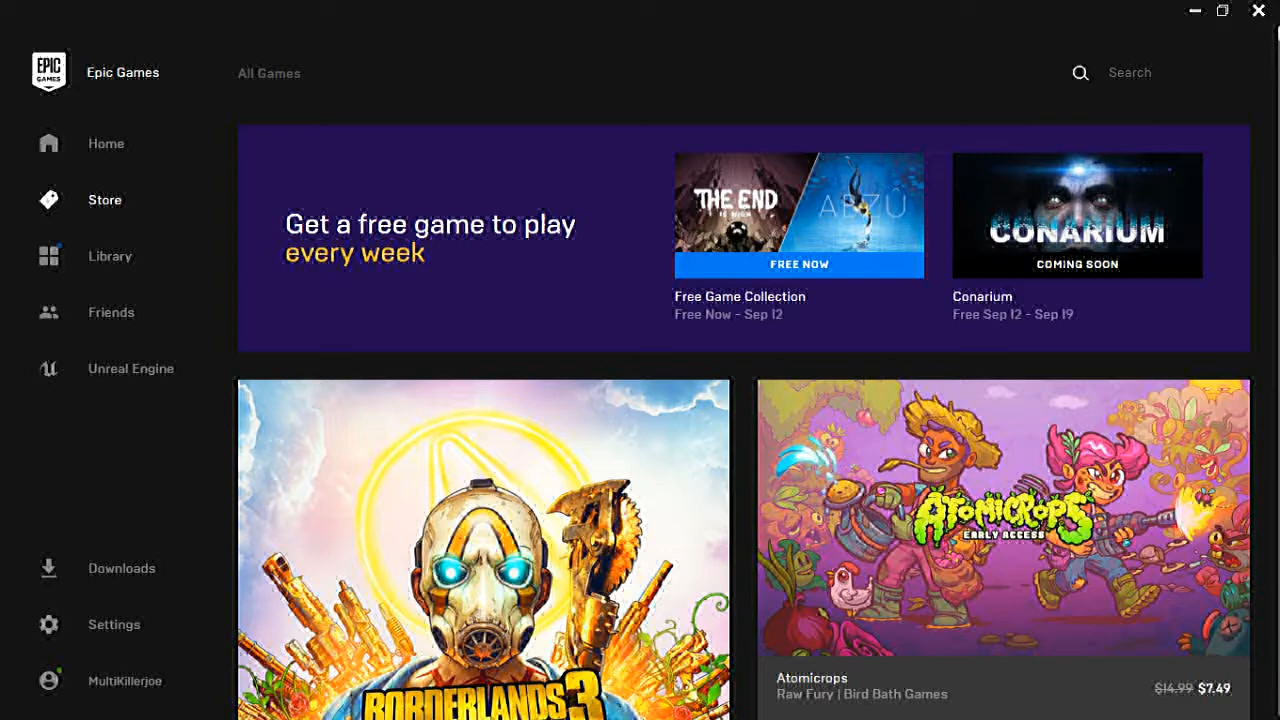 EPIC
GAMES
Epic Games
All Games
Search
Home
Store
Library
Friends
Unreal Engine
Downloads
Settings
MultiKillerjoe
Get a free game to play
every week
THE END
IS NIGH
ABZÛ
FREE NOW
Free Game Collection
Free Now - Sep 12
CONARIUM
COMING SOON
Conarium
Free Sep 12 - Sep 19
BORDERLANDS 3
ATOMICROPS
EARLY ACCESS
Atomicrops
Raw Fury | Bird Bath Games
$14.99 $7.49